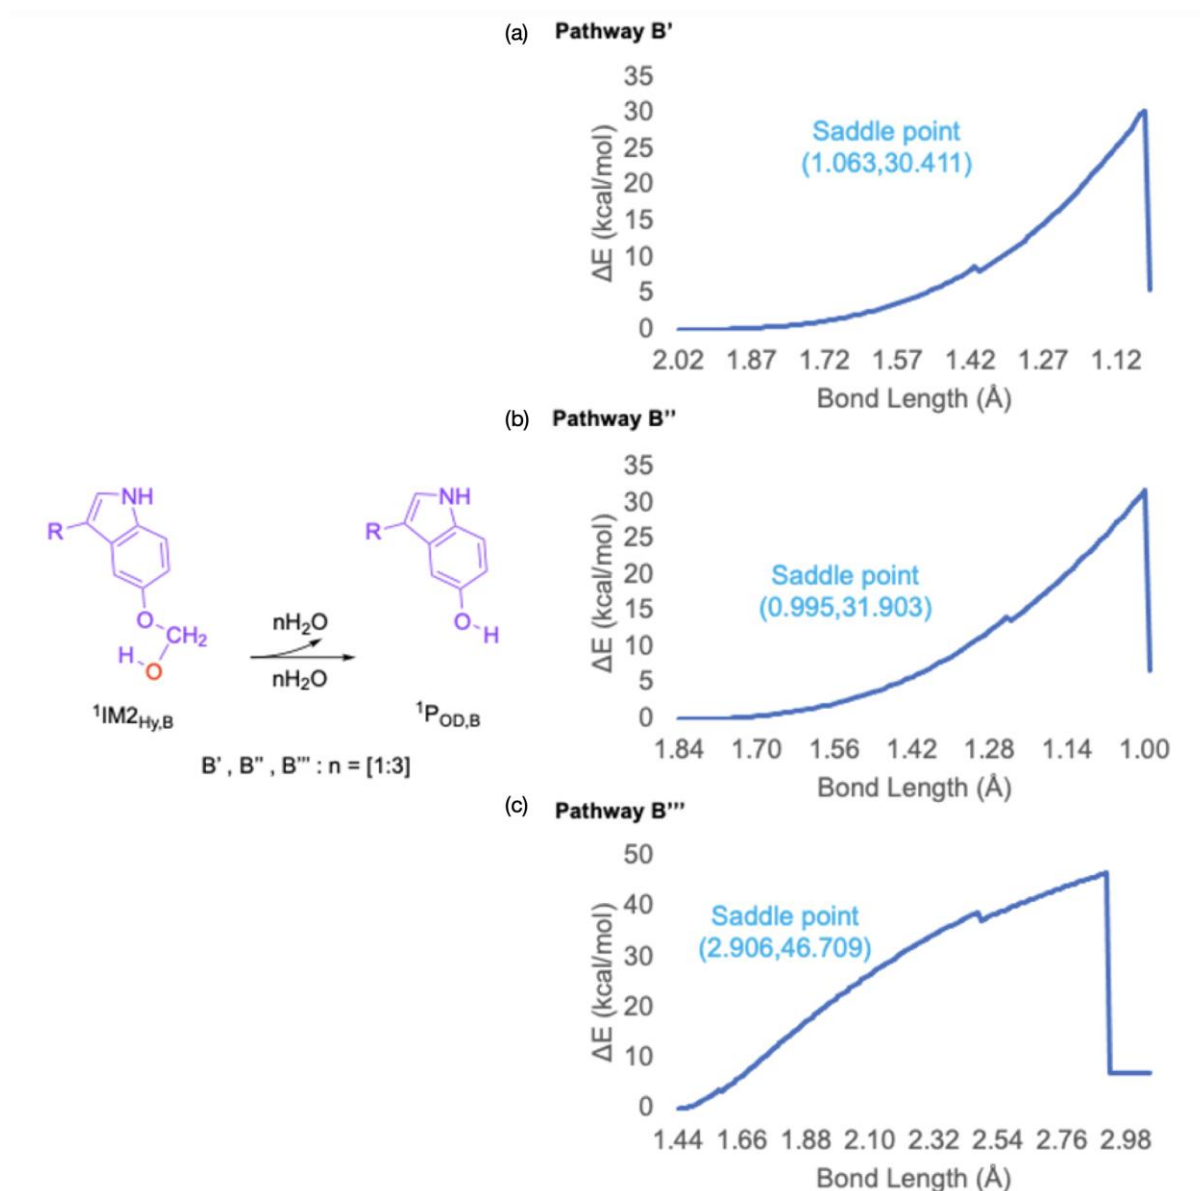 (a) Pathway B’
35
30
25
20
15
10
5
0
ΔE (kcal/mol)
Saddle point
(1.063,30.411)
2.02 1.87 1.72 1.57 1.42 1.27 1.12
Bond Length (Å)
(b) Pathway B’’
35
30
25
20
15
10
5
0
ΔE (kcal/mol)
Saddle point
(0.995,31.903)
1.84 1.70 1.56 1.42 1.28 1.14 1.00
Bond Length (Å)
NH
R
O
CH₂
H
O
¹IM2Hy,B
nH₂O
nH₂O
NH
R
O-H
¹POD,B
B’ , B” , B”’ : n = [1:3]
(c) Pathway B’’’
50
40
30
20
10
0
ΔE (kcal/mol)
Saddle point
(2.906,46.709)
1.44 1.66 1.88 2.10 2.32 2.54 2.76 2.98
Bond Length (Å)